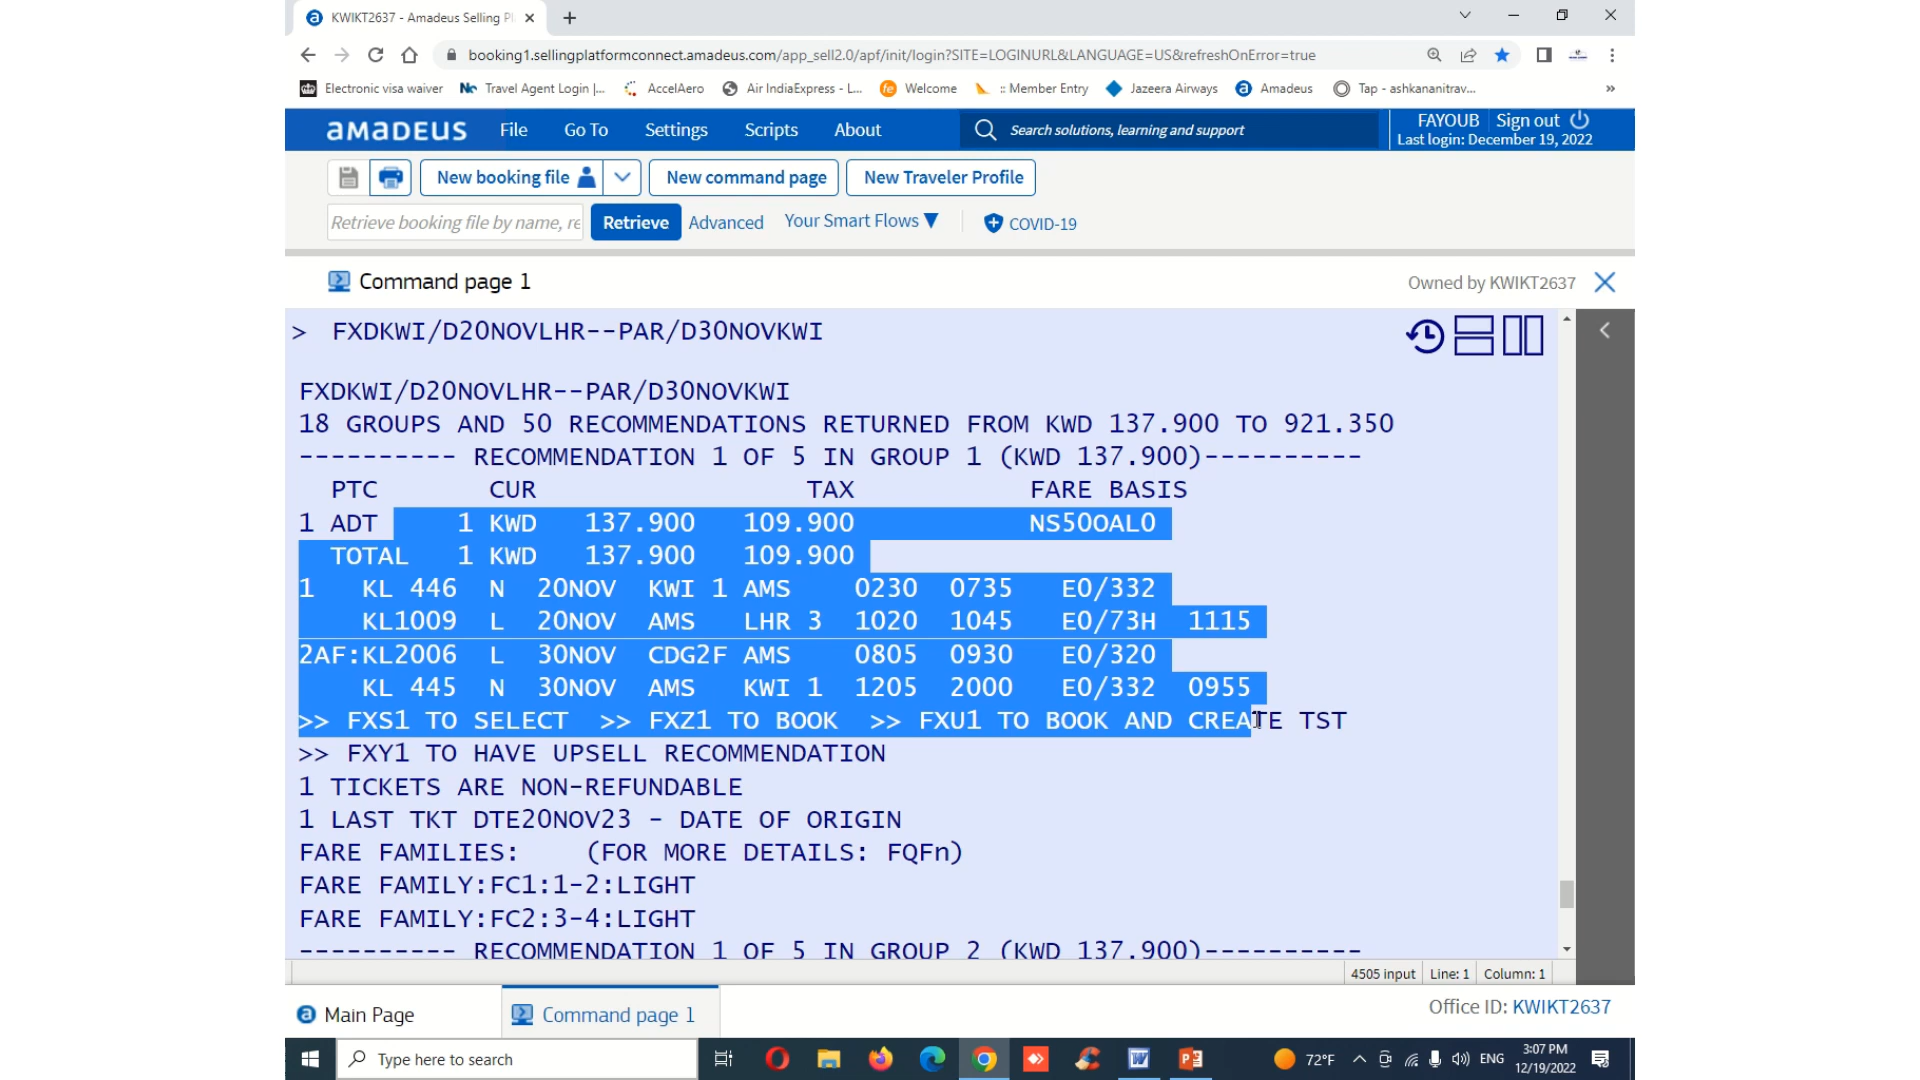 KWIKT2637 - Amadeus Selling Pl
booking1.sellingplatformconnect.amadeus.com/app_sell2.0/apf/init/login?SITE=LOGINURL&LANGUAGE=US&refreshOnError=true
Electronic visa waiver Travel Agent Login |... AccelAero Air IndiaExpress - L... Welcome :: Member Entry Jazeera Airways Amadeus Tap - ashkananitrav... »
amadeus File Go To Settings Scripts About Search solutions, learning and support FAYOUB Sign out
Last login: December 19, 2022
New booking file New command page New Traveler Profile
Retrieve booking file by name, re Retrieve Advanced Your Smart Flows COVID-19
Command page 1 Owned by KWIKT2637
> FXDKWI/D20NOVLHR--PAR/D30NOVKWI
FXDKWI/D20NOVLHR--PAR/D30NOVKWI
18 GROUPS AND 50 RECOMMENDATIONS RETURNED FROM KWD 137.900 TO 921.350
---------- RECOMMENDATION 1 OF 5 IN GROUP 1 (KWD 137.900)----------
PTC CUR TAX FARE BASIS
1 ADT 1 KWD 137.900 109.900 NS50OAL0
TOTAL 1 KWD 137.900 109.900
1 KL 446 N 20NOV KWI 1 AMS 0230 0735 E0/332
KL1009 L 20NOV AMS LHR 3 1020 1045 E0/73H 1115
2AF:KL2006 L 30NOV CDG2F AMS 0805 0930 E0/320
KL 445 N 30NOV AMS KWI 1 1205 2000 E0/332 0955
>> FXS1 TO SELECT >> FXZ1 TO BOOK >> FXU1 TO BOOK AND CREATE TST
>> FXY1 TO HAVE UPSELL RECOMMENDATION
1 TICKETS ARE NON-REFUNDABLE
1 LAST TKT DTE20NOV23 - DATE OF ORIGIN
FARE FAMILIES: (FOR MORE DETAILS: FQFn)
FARE FAMILY:FC1:1-2:LIGHT
FARE FAMILY:FC2:3-4:LIGHT
---------- RECOMMENDATION 1 OF 5 IN GROUP 2 (KWD 137.900)----------
4505 input Line: 1 Column: 1
Main Page Command page 1 Office ID: KWIKT2637
Type here to search 72°F ENG 3:07 PM
12/19/2022